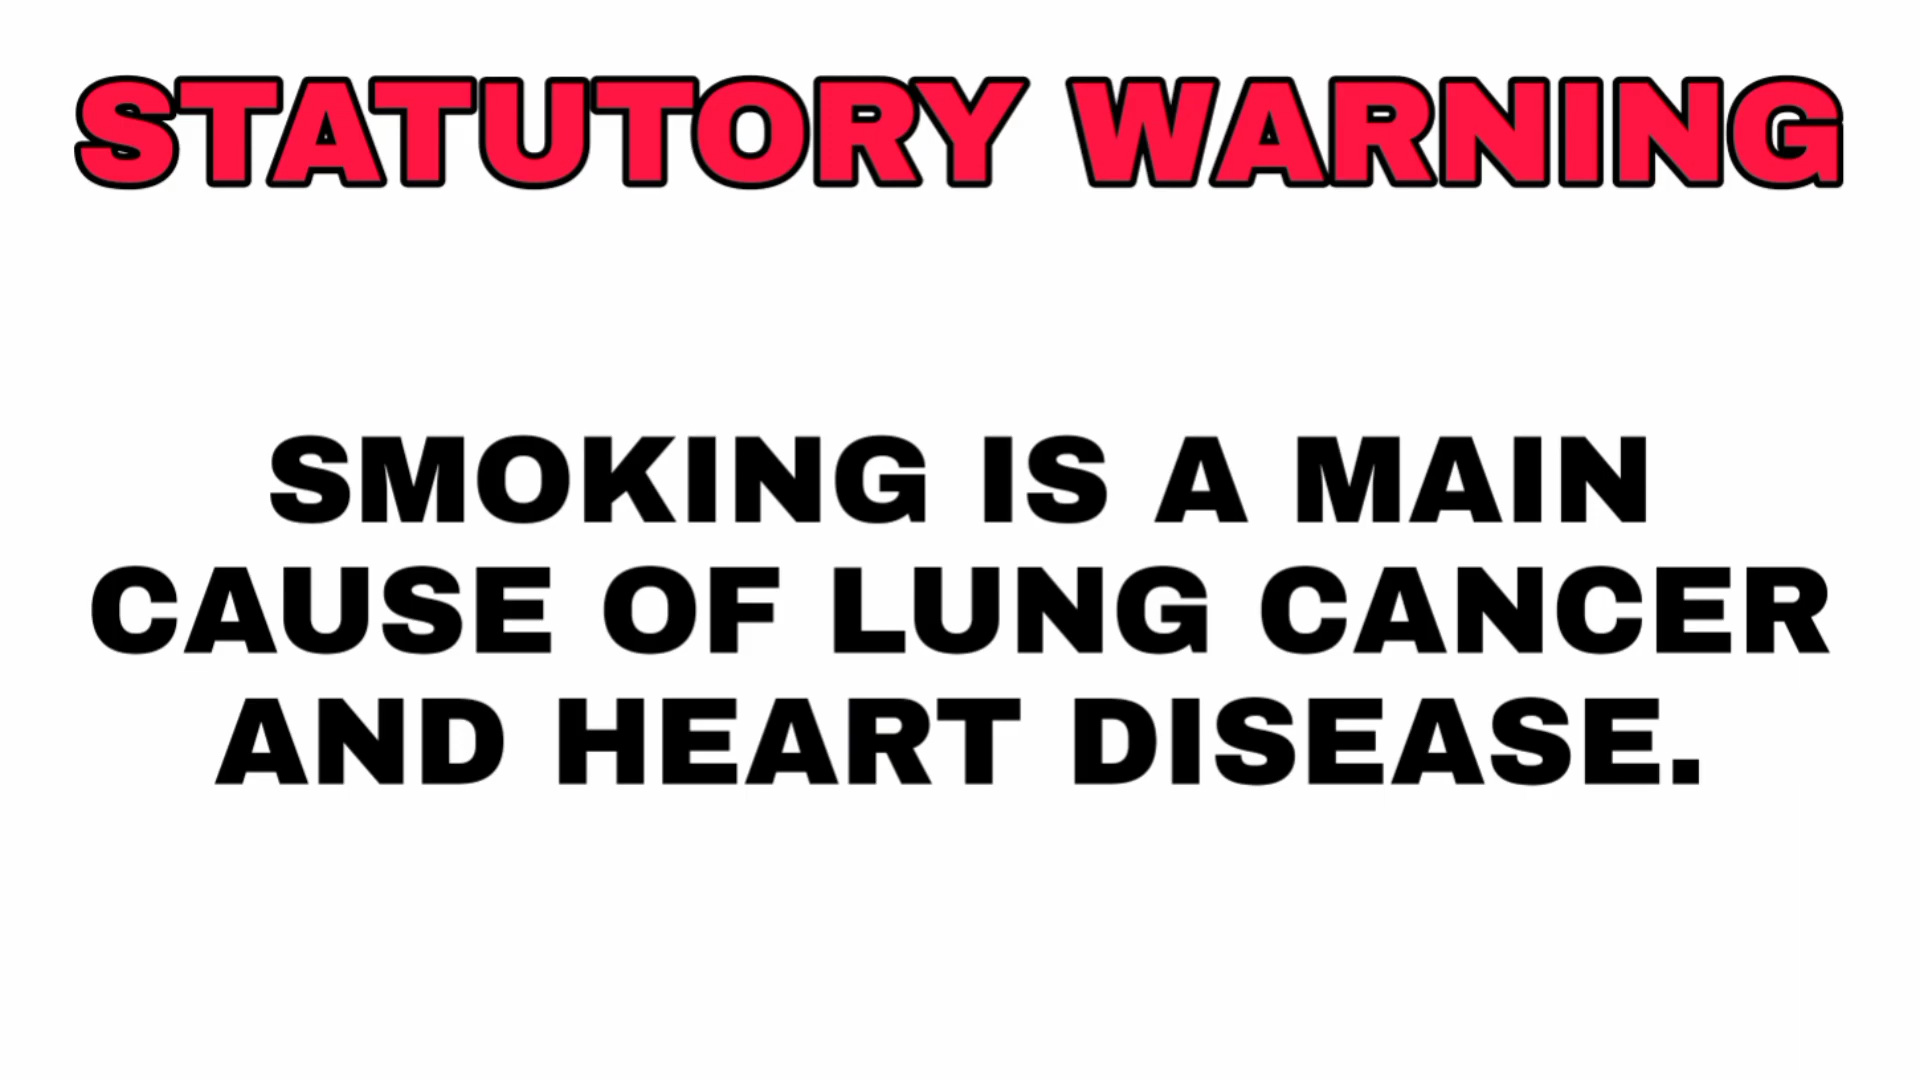 STATUTORY WARNING
SMOKING IS A MAIN
CAUSE OF LUNG CANCER
AND HEART DISEASE.